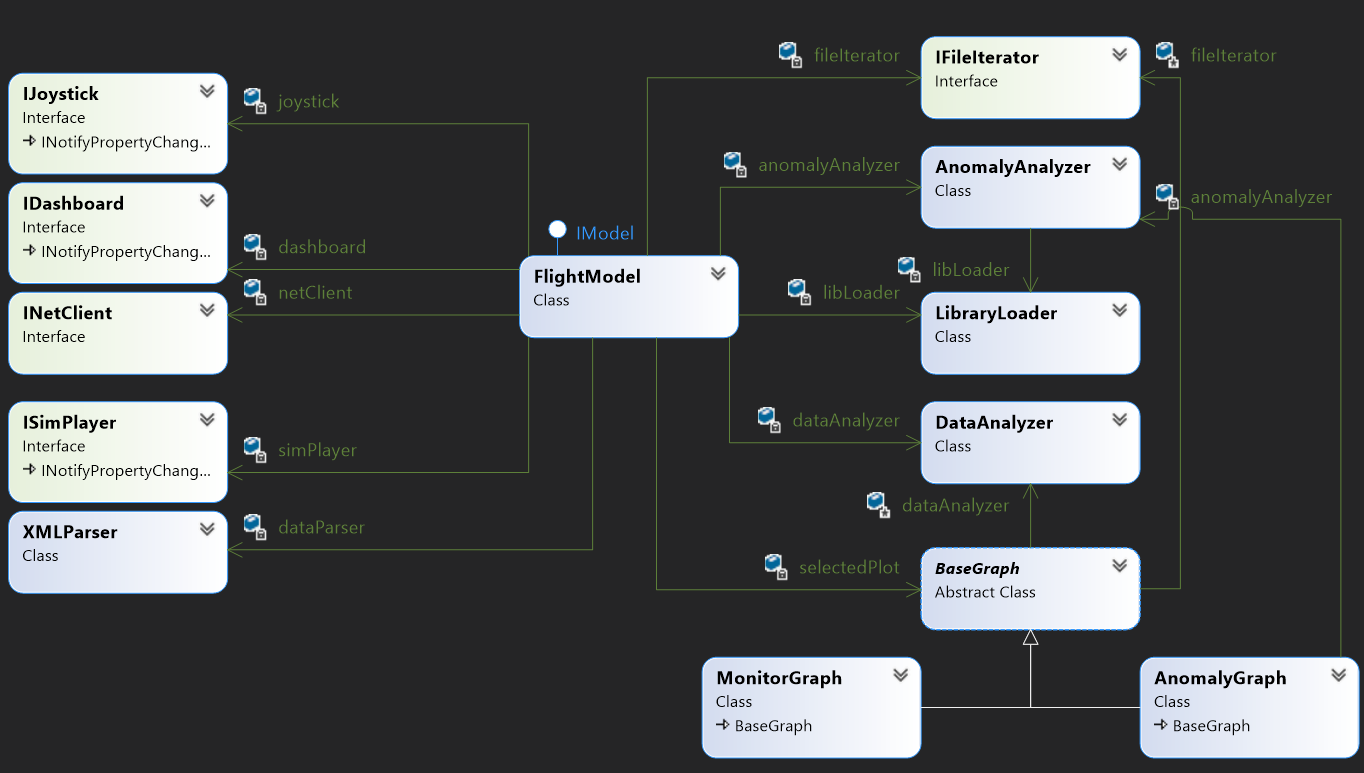 IJoystick
Interface
INotifyPropertyChang...
joystick
IDashboard
Interface
INotifyPropertyChang...
dashboard
INetClient
Interface
netClient
ISimPlayer
Interface
INotifyPropertyChang...
simPlayer
XMLParser
Class
dataParser
IModel
FlightModel
Class
fileIterator
IFileIterator
Interface
fileIterator
anomalyAnalyzer
AnomalyAnalyzer
Class
anomalyAnalyzer
libLoader
libLoader
LibraryLoader
Class
dataAnalyzer
DataAnalyzer
Class
dataAnalyzer
selectedPlot
BaseGraph
Abstract Class
MonitorGraph
Class
BaseGraph
AnomalyGraph
Class
BaseGraph